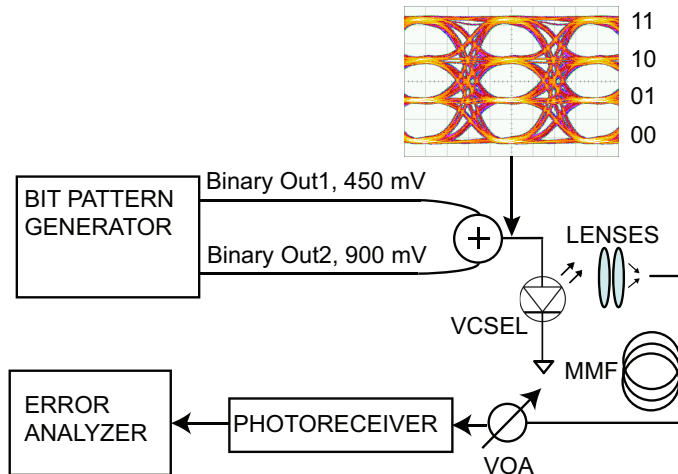 11
10
01
00
BIT PATTERN
GENERATOR
Binary Out1, 450 mV
Binary Out2, 900 mV
+
LENSES
VCSEL
MMF
ERROR
ANALYZER
PHOTORECEIVER
VOA